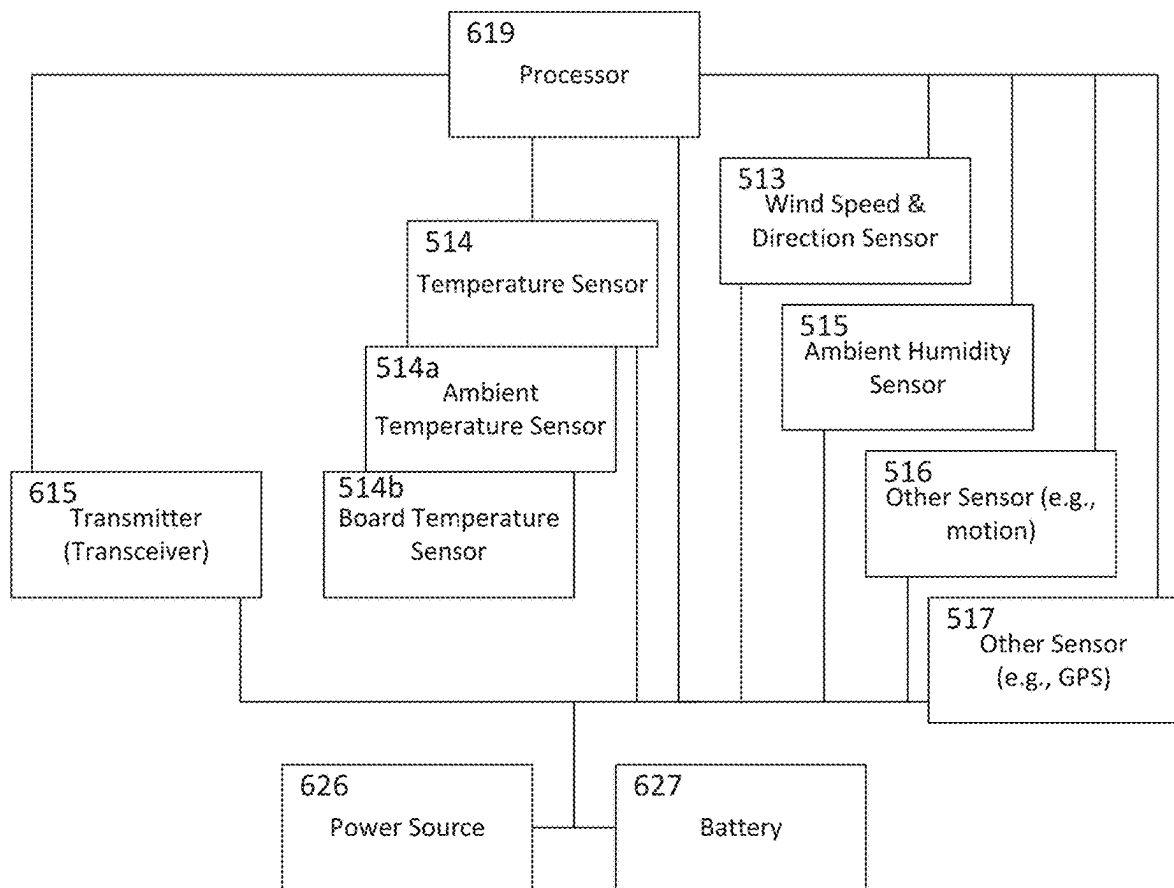 619
Processor
513
Wind Speed &
Direction Sensor
514
Temperature Sensor
515
Ambient Humidity
Sensor
514a
Ambient
Temperature Sensor
516
Other Sensor (e.g.,
motion)
615
Transmitter
(Transceiver)
514b
Board Temperature
Sensor
517
Other Sensor
(e.g., GPS)
626
Power Source
627
Battery